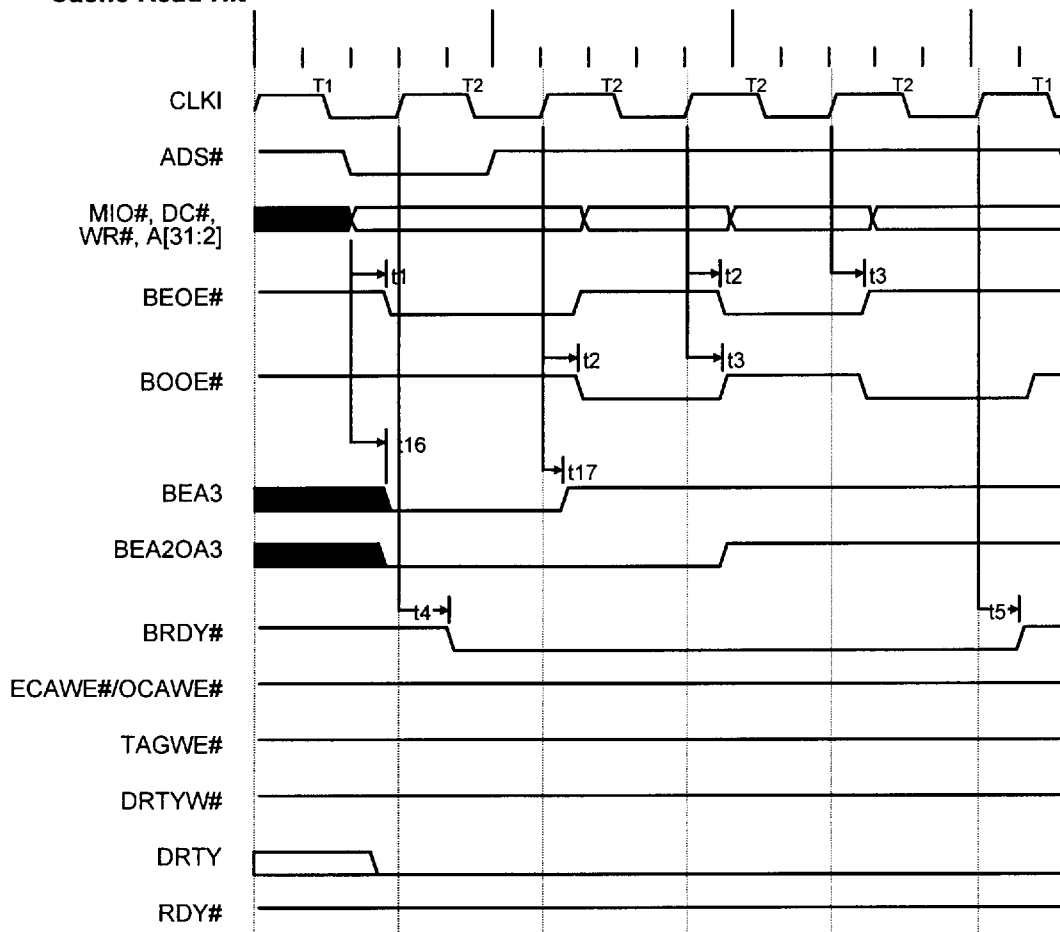 Cache Read Hit
T1 T2 T2 T2 T2 T1
CLKI
ADS#
MIO#, DC#,
WR#, A[31:2]
t1 t2 t3
BEOE#
t2 t3
BOOE#
t16
t17
BEA3
BEA2OA3
t4 t5
BRDY#
ECAWE#/OCAWE#
TAGWE#
DRTYW#
DRTY
RDY#